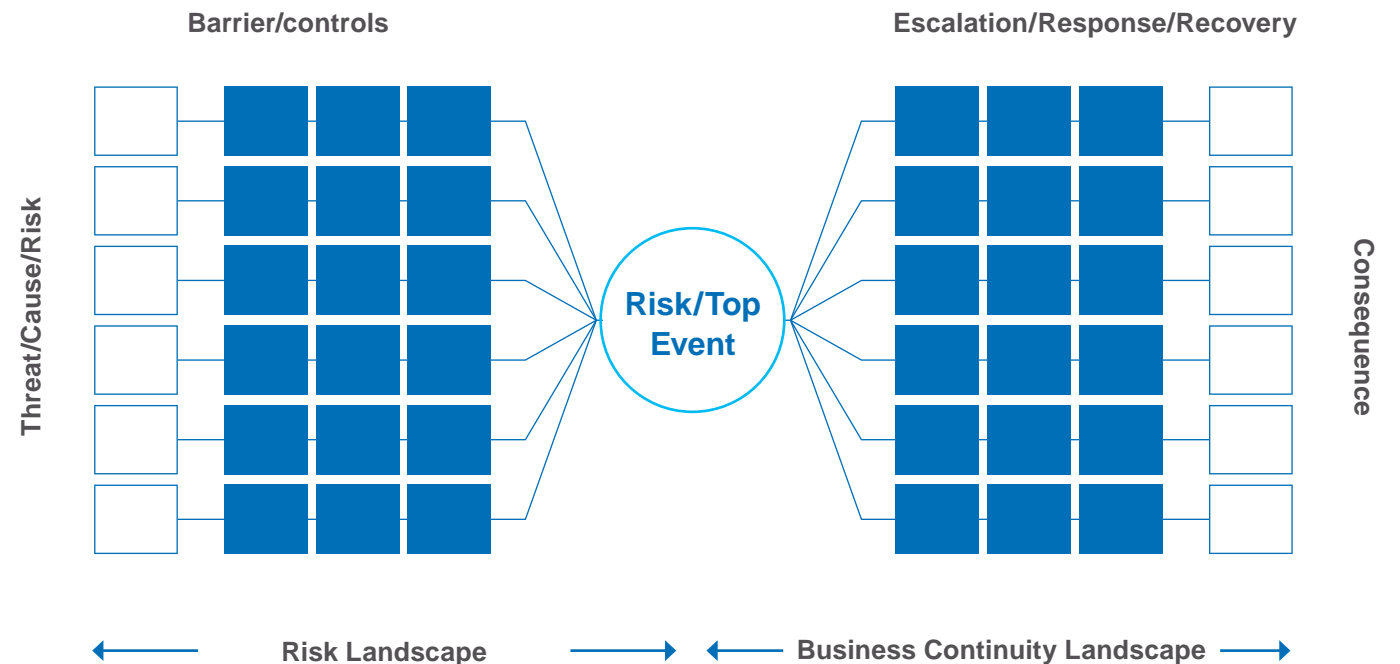 Barrier/controls
Escalation/Response/Recovery
Threat/Cause/Risk
Risk/Top
Event
Consequence
Risk Landscape
Business Continuity Landscape